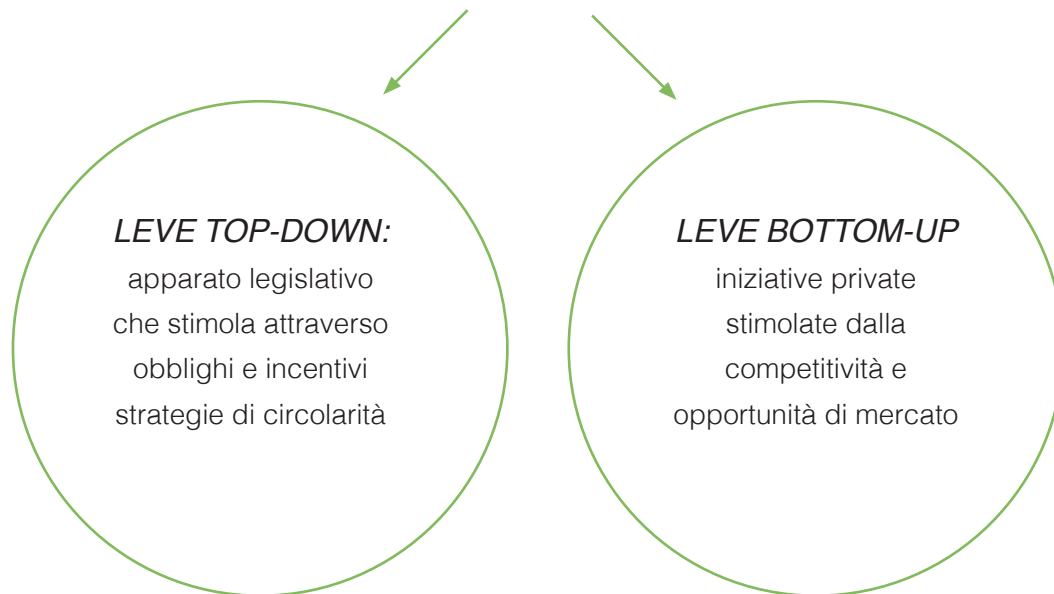 LEVE TOP-DOWN:
apparato legislativo
che stimola attraverso
obblighi e incentivi
strategie di circolarità
LEVE BOTTOM-UP
iniziative private
stimolate dalla
competitività e
opportunità di mercato